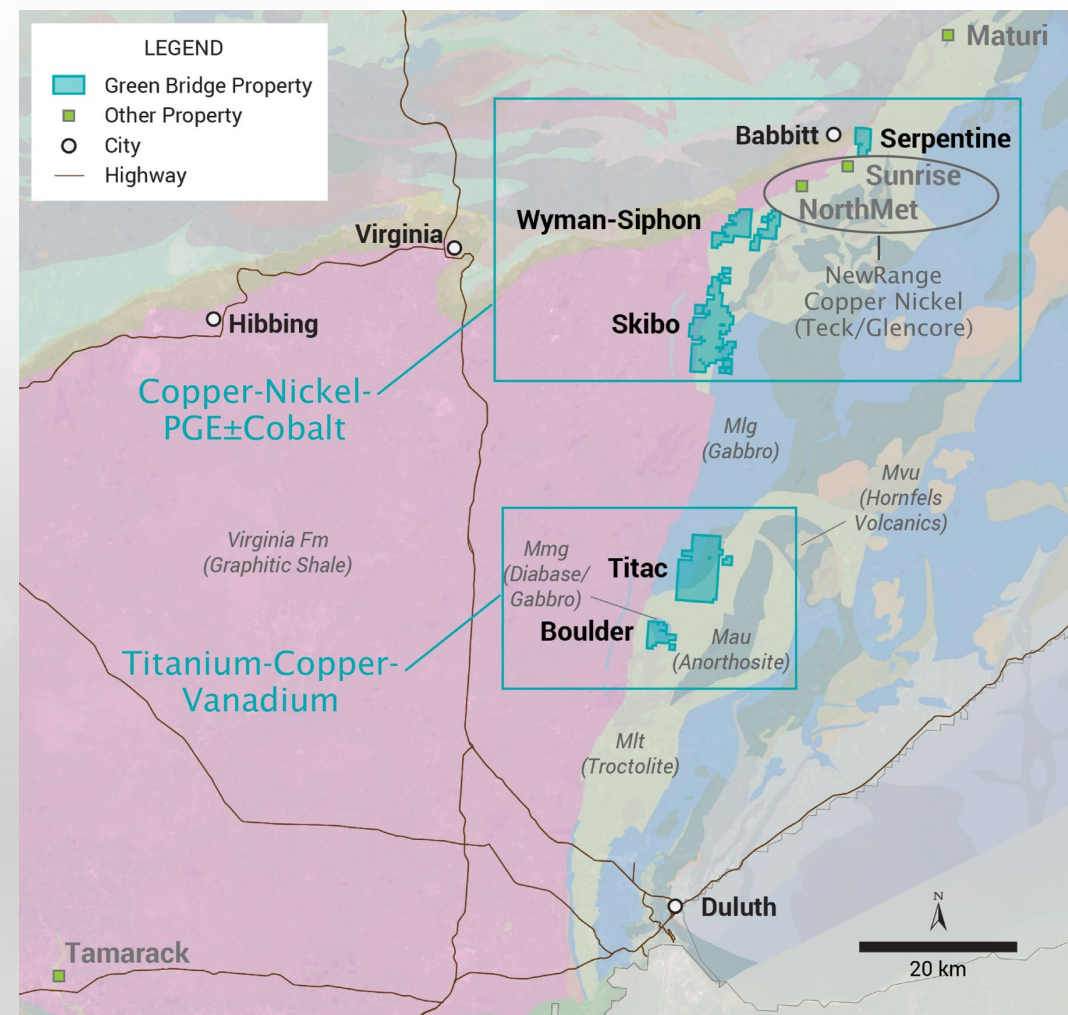 LEGEND
Green Bridge Property
Other Property
City
Highway
Maturi
Babbitt
Serpentine
Sunrise
NorthMet
Wyman-Siphon
Virginia
NewRange
Copper Nickel
(Teck/Glencore)
Hibbing
Skibo
Copper-Nickel-
PGE±Cobalt
Mlg
(Gabbro)
Mvu
(Hornfels
Volcanics)
Virginia Fm
(Graphitic Shale)
Mmg
(Diabase/
Gabbro)
Titac
Boulder
Mau
(Anorthosite)
Titanium-Copper-
Vanadium
Mlt
(Troctolite)
Duluth
N
20 km
Tamarack